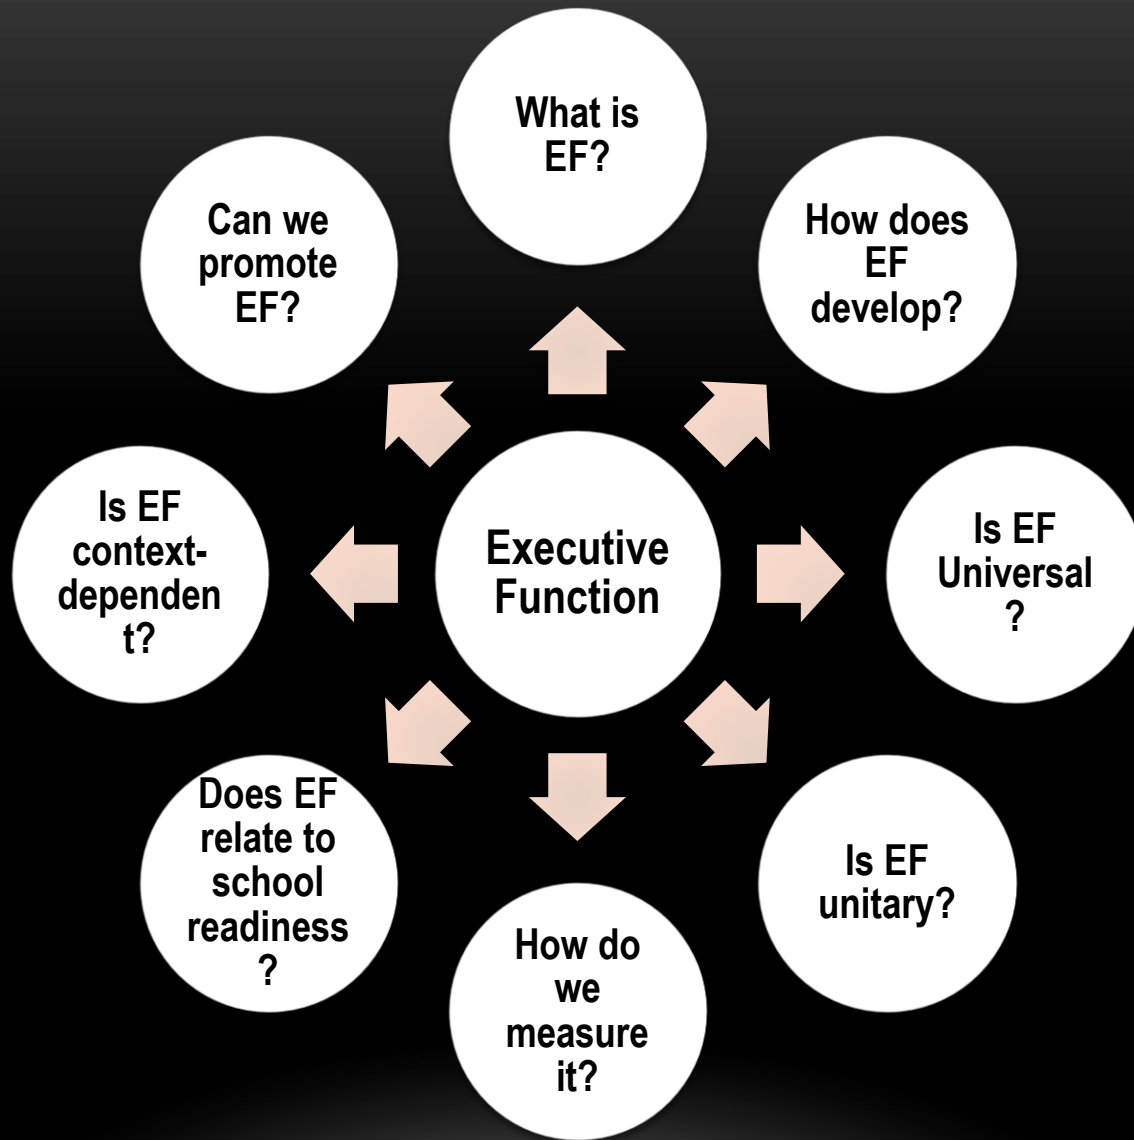 What is
EF?
How does
EF
develop?
Is EF
Universal
?
Is EF
unitary?
How do
we
measure
it?
Does EF
relate to
school
readiness
?
Is EF
context-
dependen
t?
Can we
promote
EF?
Executive
Function